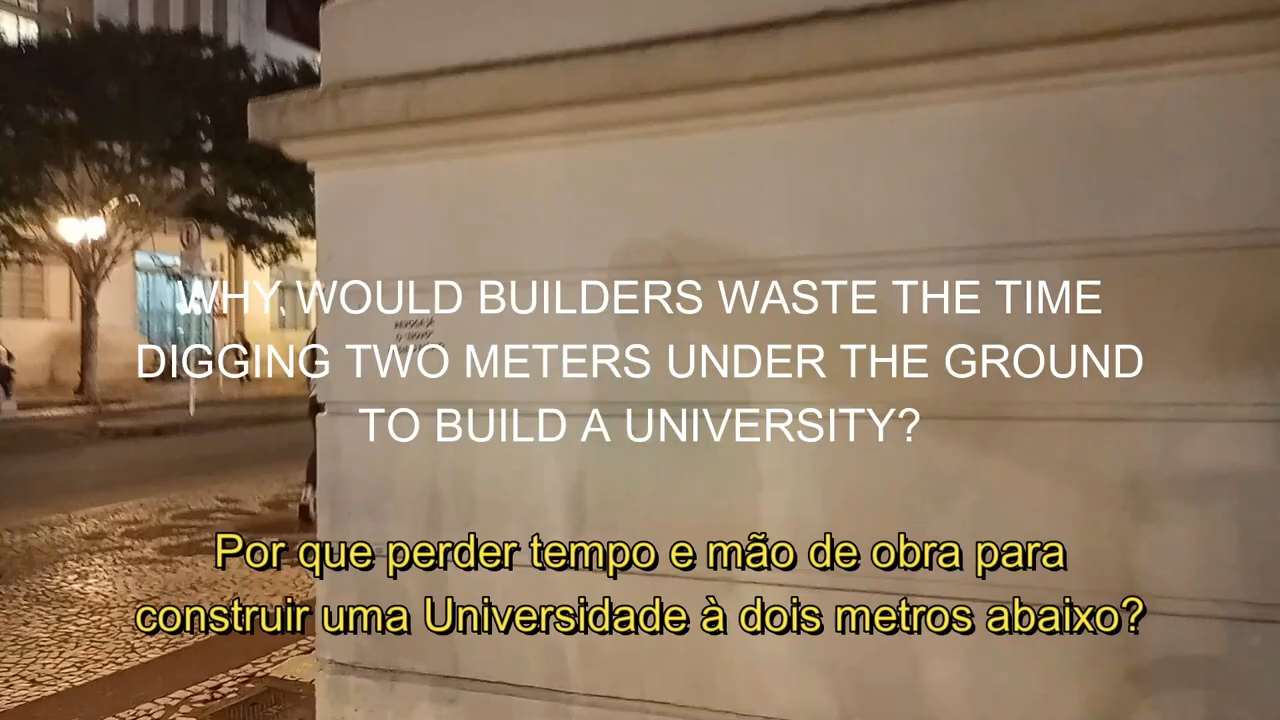 WHY WOULD BUILDERS WASTE THE TIME
DIGGING TWO METERS UNDER THE GROUND
TO BUILD A UNIVERSITY?
Por que perder tempo e mão de obra para
construir uma Universidade à dois metros abaixo?